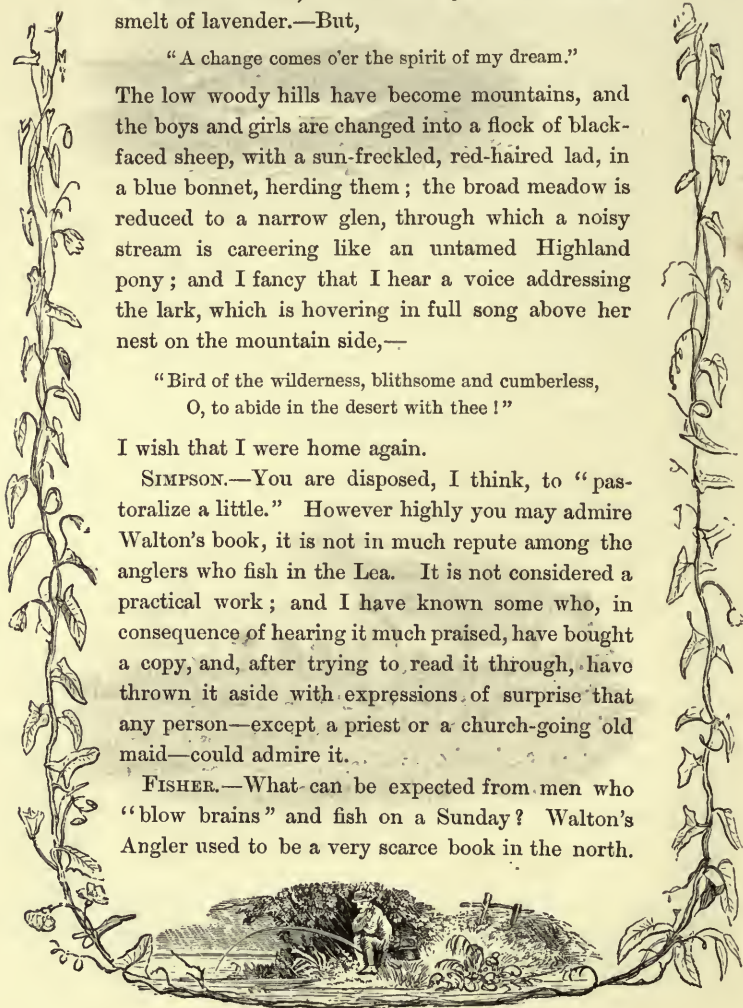 smelt of lavender.—But,
“A change comes o'er the spirit of my dream.”
The low woody hills have become mountains, and
the boys and girls are changed into a flock of black-
faced sheep, with a sun-freckled, red-haired lad, in
a blue bonnet, herding them; the broad meadow is
reduced to a narrow glen, through which a noisy
stream is careering like an untamed Highland
pony; and I fancy that I hear a voice addressing
the lark, which is hovering in full song above her
nest on the mountain side,—
“Bird of the wilderness, blithsome and cumberless,
O, to abide in the desert with thee!”
I wish that I were home again.
SIMPSON.—You are disposed, I think, to “pas-
toralize a little.” However highly you may admire
Walton's book, it is not in much repute among the
anglers who fish in the Lea. It is not considered a
practical work; and I have known some who, in
consequence of hearing it much praised, have bought
a copy, and, after trying to read it through, have
thrown it aside with expressions of surprise that
any person—except a priest or a church-going old
maid—could admire it.
FISHER.—What can be expected from men who
“blow brains” and fish on a Sunday? Walton's
Angler used to be a very scarce book in the north.